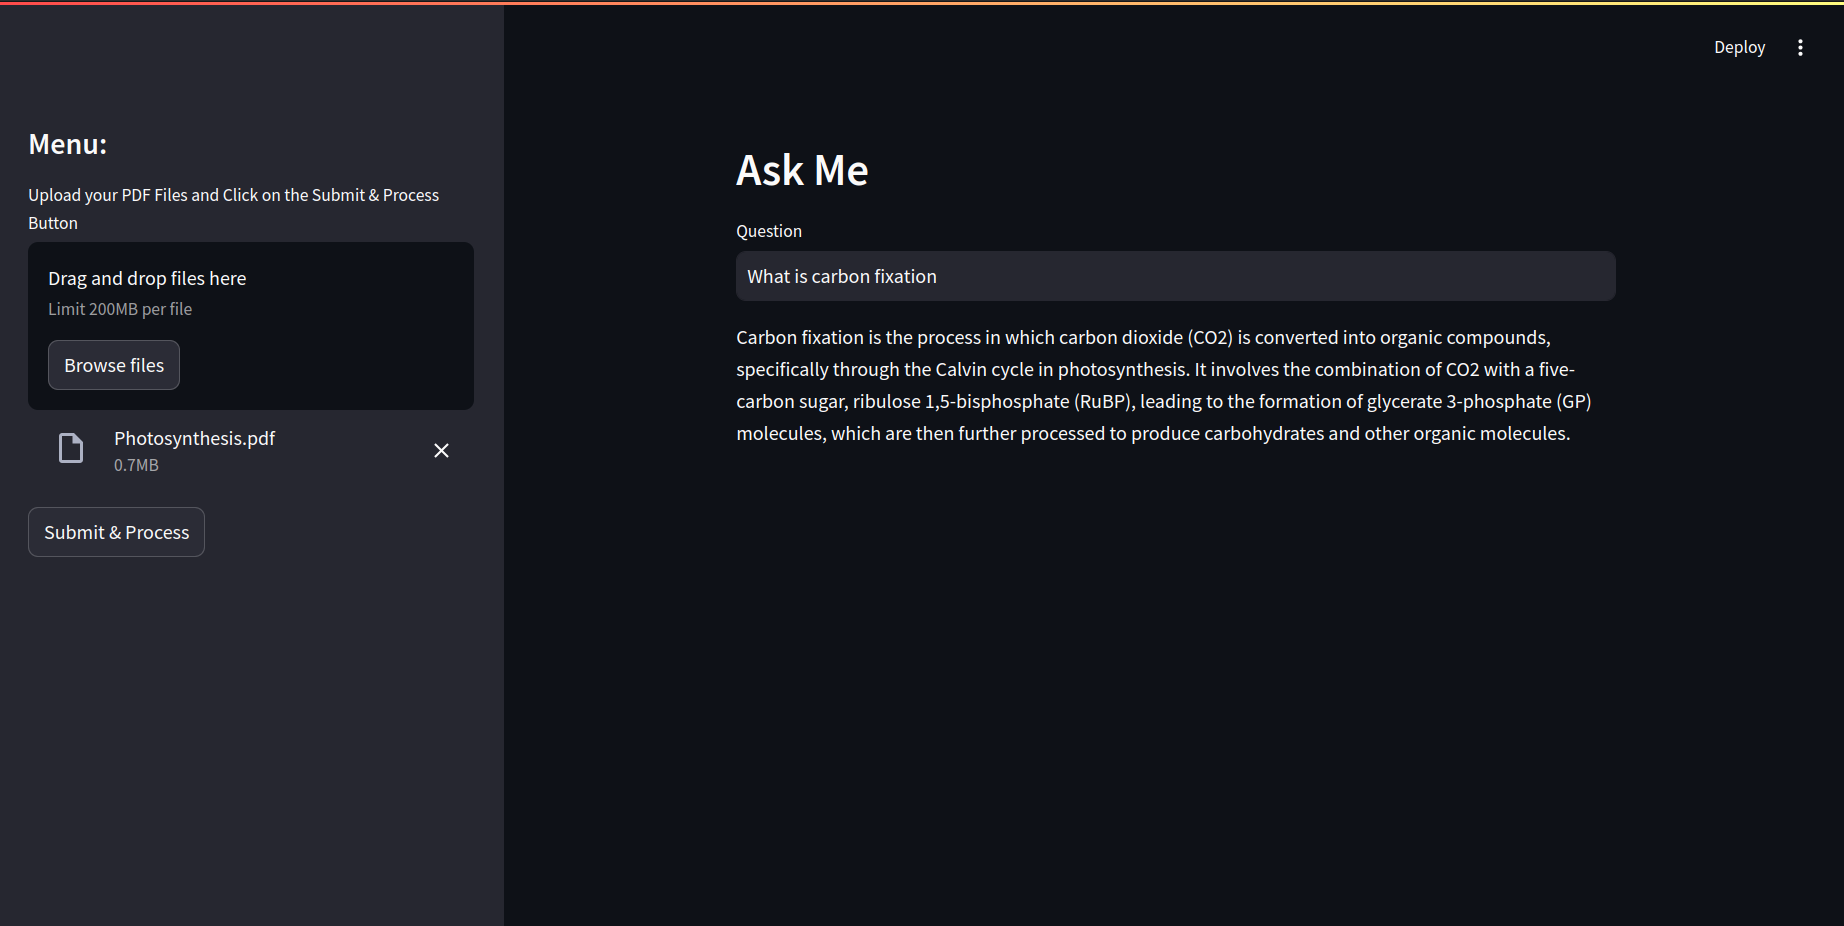 Deploy
Menu:
Upload your PDF Files and Click on the Submit & Process
Button
Drag and drop files here
Limit 200MB per file
Browse files
Photosynthesis.pdf
0.7MB
Submit & Process
Ask Me
Question
What is carbon fixation
Carbon fixation is the process in which carbon dioxide (CO2) is converted into organic compounds,
specifically through the Calvin cycle in photosynthesis. It involves the combination of CO2 with a five-
carbon sugar, ribulose 1,5-bisphosphate (RuBP), leading to the formation of glycerate 3-phosphate (GP)
molecules, which are then further processed to produce carbohydrates and other organic molecules.